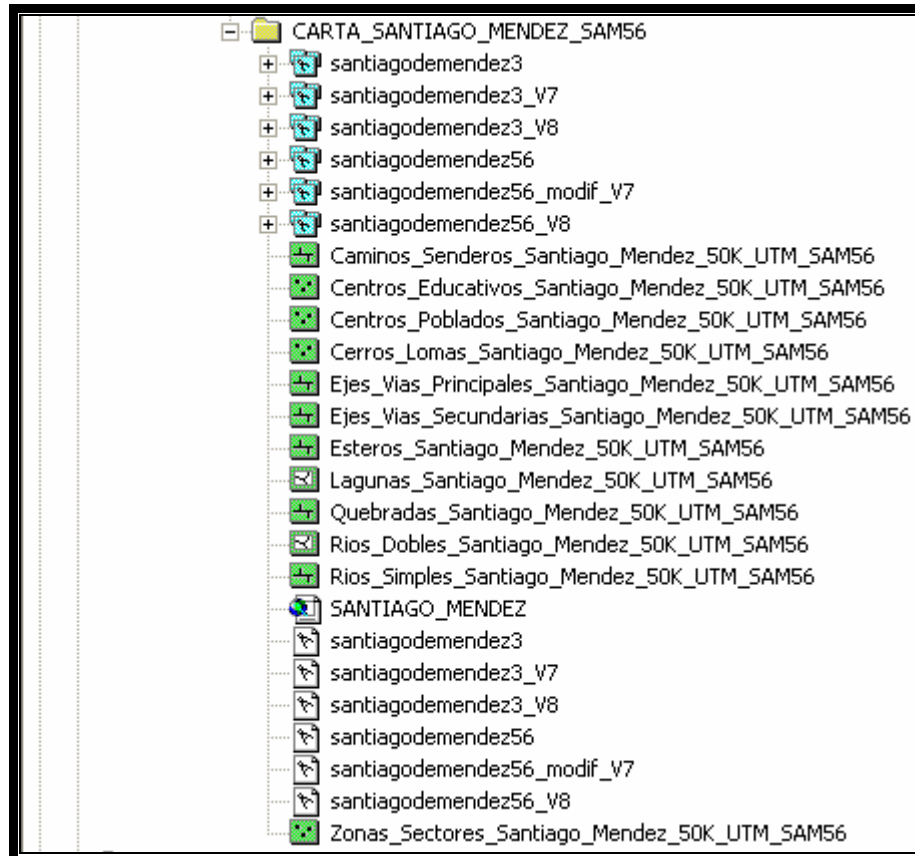 CARTA_SANTIAGO_MENDEZ_SAM56
santiagodemendez3
santiagodemendez3_V7
santiagodemendez3_V8
santiagodemendez56
santiagodemendez56_modif_V7
santiagodemendez56_V8
Caminos_Senderos_Santiago_Mendez_50K_UTM_SAM56
Centros_Educativos_Santiago_Mendez_50K_UTM_SAM56
Centros_Poblados_Santiago_Mendez_50K_UTM_SAM56
Cerros_Lomas_Santiago_Mendez_50K_UTM_SAM56
Ejes_Vias_Principales_Santiago_Mendez_50K_UTM_SAM56
Ejes_Vias_Secundarias_Santiago_Mendez_50K_UTM_SAM56
Esteros_Santiago_Mendez_50K_UTM_SAM56
Lagunas_Santiago_Mendez_50K_UTM_SAM56
Quebradas_Santiago_Mendez_50K_UTM_SAM56
Rios_Dobles_Santiago_Mendez_50K_UTM_SAM56
Rios_Simples_Santiago_Mendez_50K_UTM_SAM56
SANTIAGO_MENDEZ
santiagodemendez3
santiagodemendez3_V7
santiagodemendez3_V8
santiagodemendez56
santiagodemendez56_modif_V7
santiagodemendez56_V8
Zonas_Sectores_Santiago_Mendez_50K_UTM_SAM56